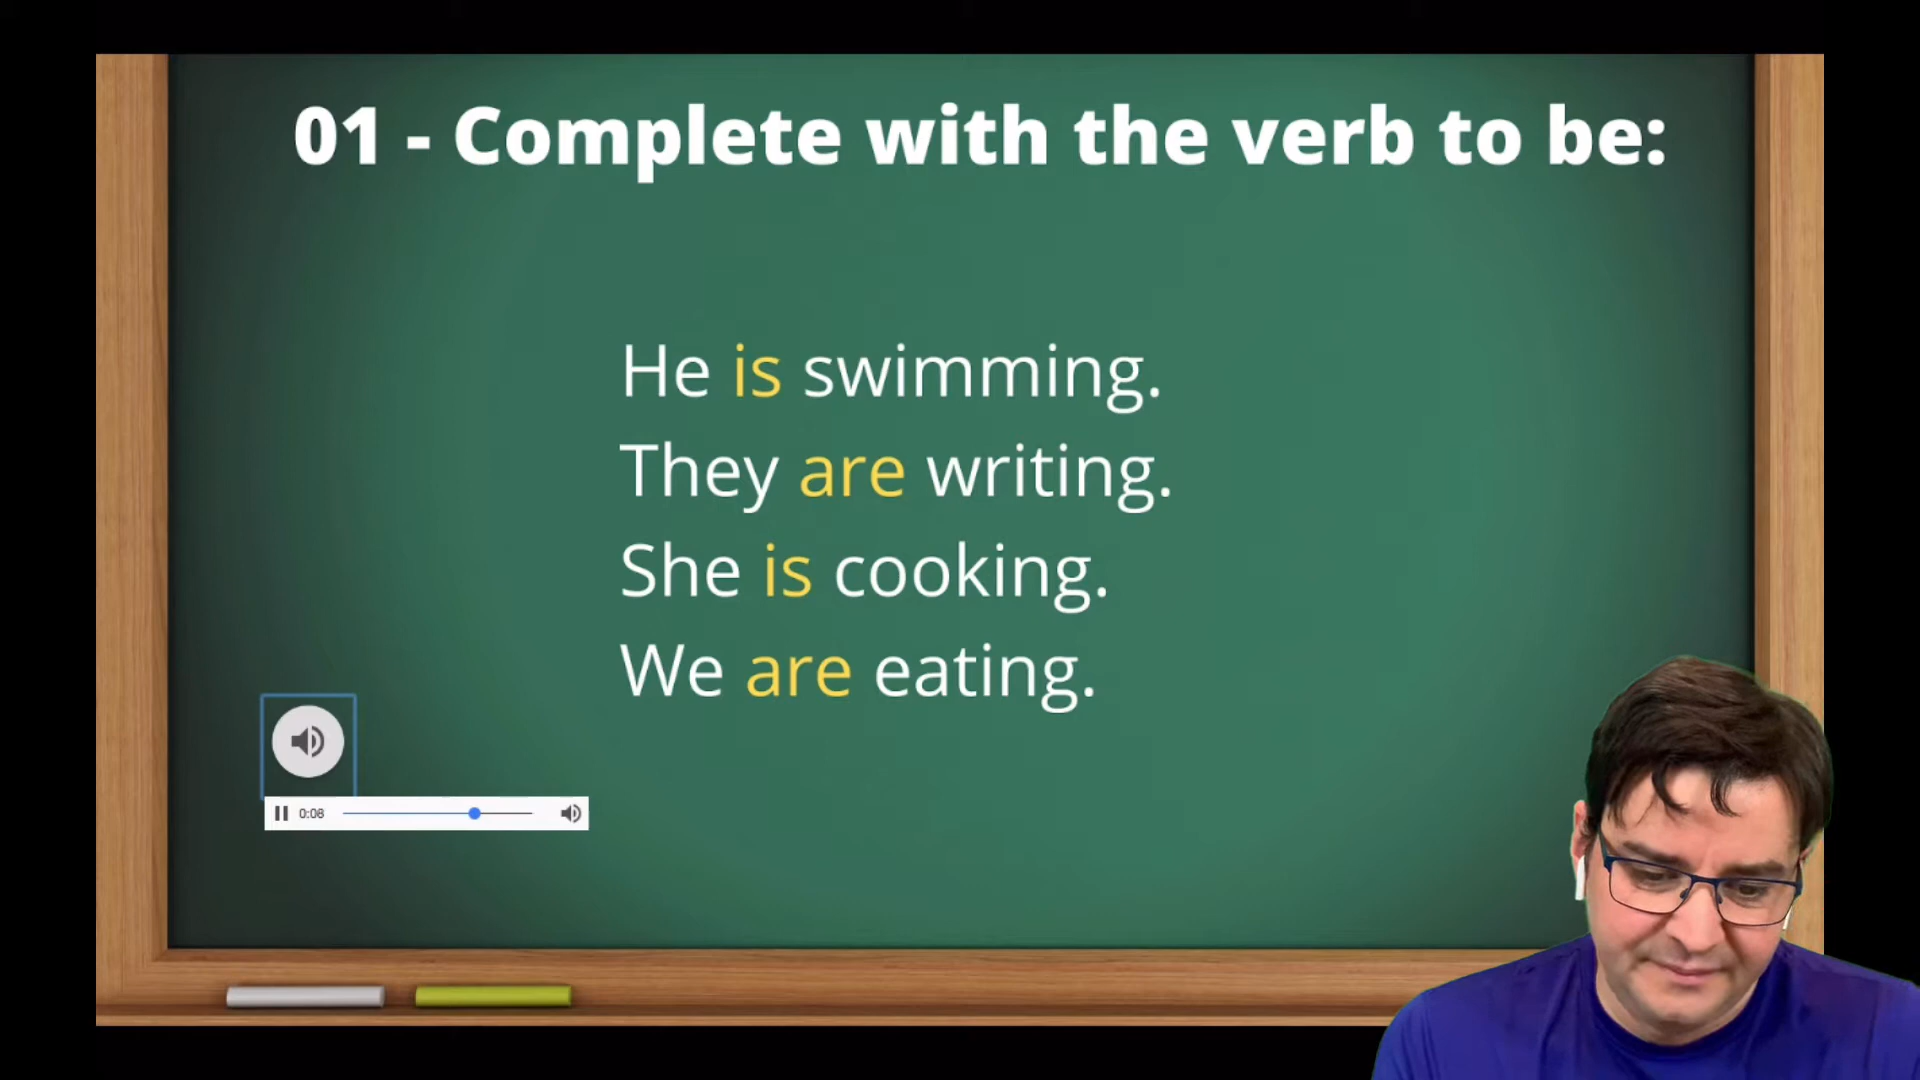 01 - Complete with the verb to be:
He is swimming.
They are writing.
She is cooking.
We are eating.
0:08